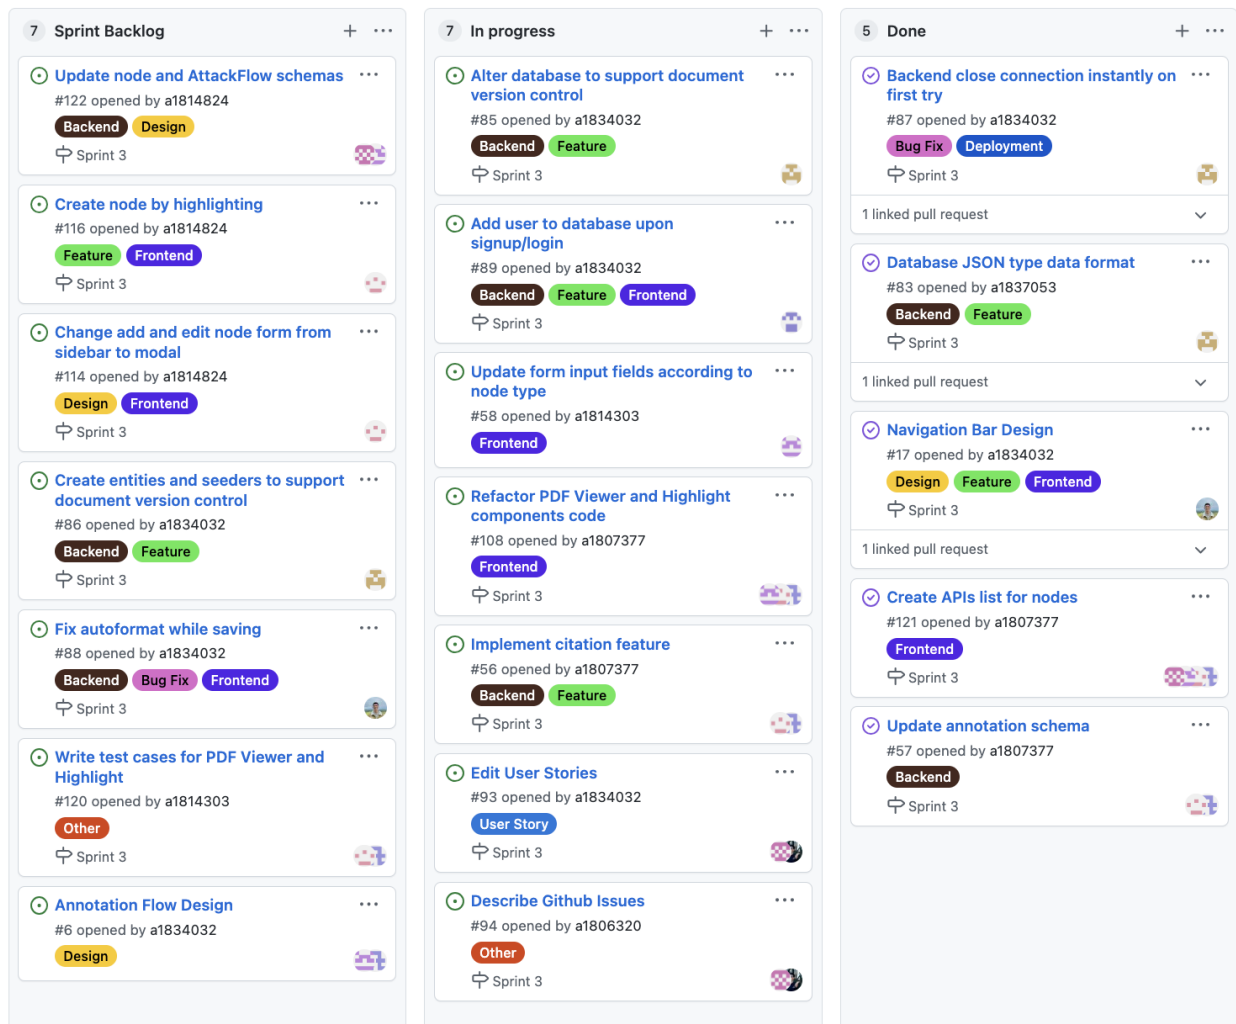 7 Sprint Backlog
Update node and AttackFlow schemas
#122 opened by a1814824
Backend Design
Sprint 3
Create node by highlighting
#116 opened by a1814824
Feature Frontend
Sprint 3
Change add and edit node form from
sidebar to modal
#114 opened by a1814824
Design Frontend
Sprint 3
Create entities and seeders to support
document version control
#86 opened by a1834032
Backend Feature
Sprint 3
Fix autoformat while saving
#88 opened by a1834032
Backend Bug Fix Frontend
Sprint 3
Write test cases for PDF Viewer and
Highlight
#120 opened by a1814303
Other
Sprint 3
Annotation Flow Design
#6 opened by a1834032
Design
7 In progress
Alter database to support document
version control
#85 opened by a1834032
Backend Feature
Sprint 3
Add user to database upon
signup/login
#89 opened by a1834032
Backend Feature Frontend
Sprint 3
Update form input fields according to
node type
#58 opened by a1814303
Frontend
Refactor PDF Viewer and Highlight
components code
#108 opened by a1807377
Frontend
Sprint 3
Implement citation feature
#56 opened by a1807377
Backend Feature
Sprint 3
Edit User Stories
#93 opened by a1834032
User Story
Sprint 3
Describe Github Issues
#94 opened by a1806320
Other
Sprint 3
5 Done
Backend close connection instantly on
first try
#87 opened by a1834032
Bug Fix Deployment
Sprint 3
1 linked pull request
Database JSON type data format
#83 opened by a1837053
Backend Feature
Sprint 3
1 linked pull request
Navigation Bar Design
#17 opened by a1834032
Design Feature Frontend
Sprint 3
1 linked pull request
Create APIs list for nodes
#121 opened by a1807377
Frontend
Sprint 3
Update annotation schema
#57 opened by a1807377
Backend
Sprint 3